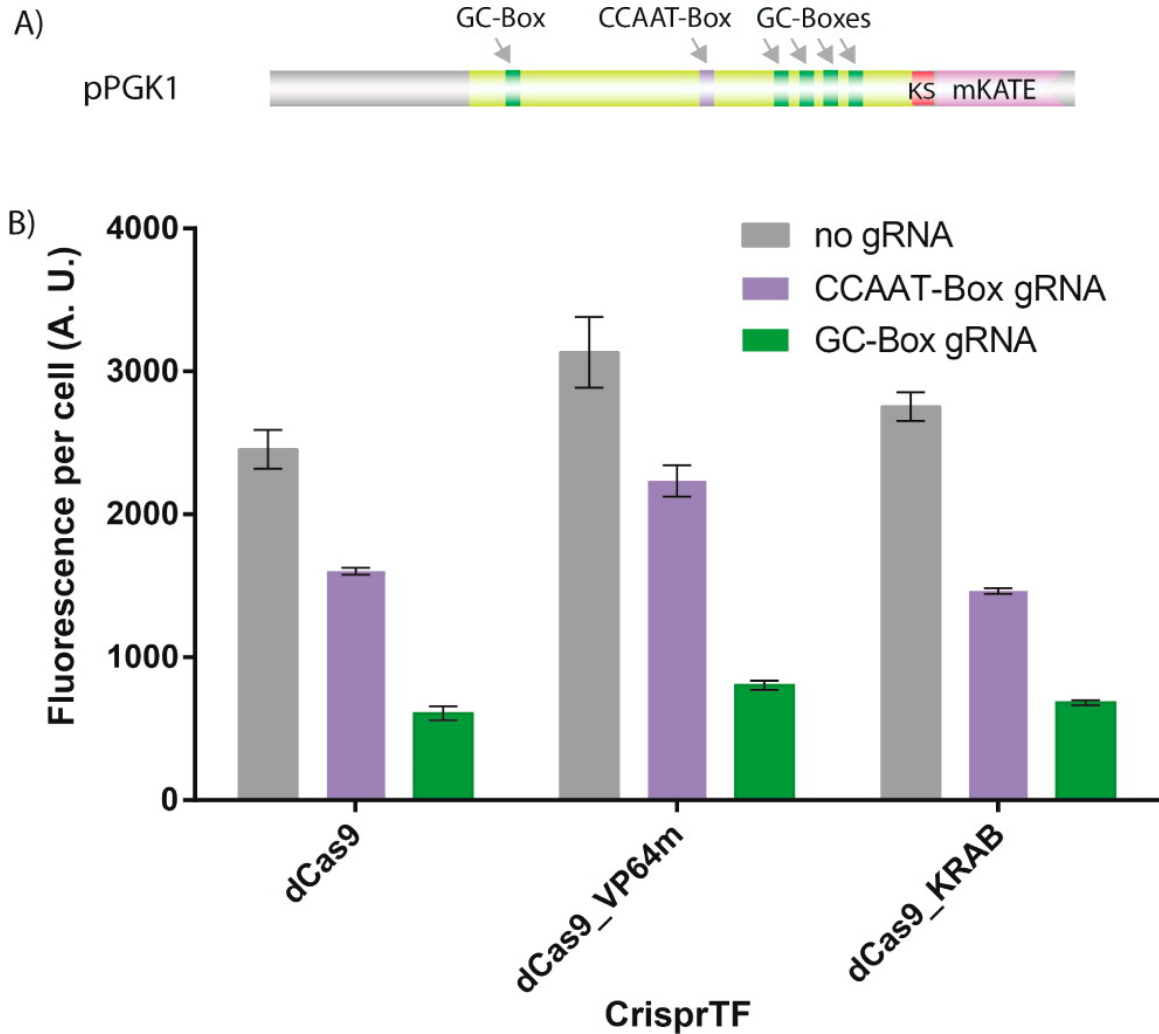 A)
GC-Box CCAAT-Box GC-Boxes
pPGK1 KS mKATE
B)
4000
3000
2000
1000
0
Fluorescence per cell (A. U.)
no gRNA
CCAAT-Box gRNA
GC-Box gRNA
dCas9
dCas9_VP64m
dCas9_KRAB
CrisprTF